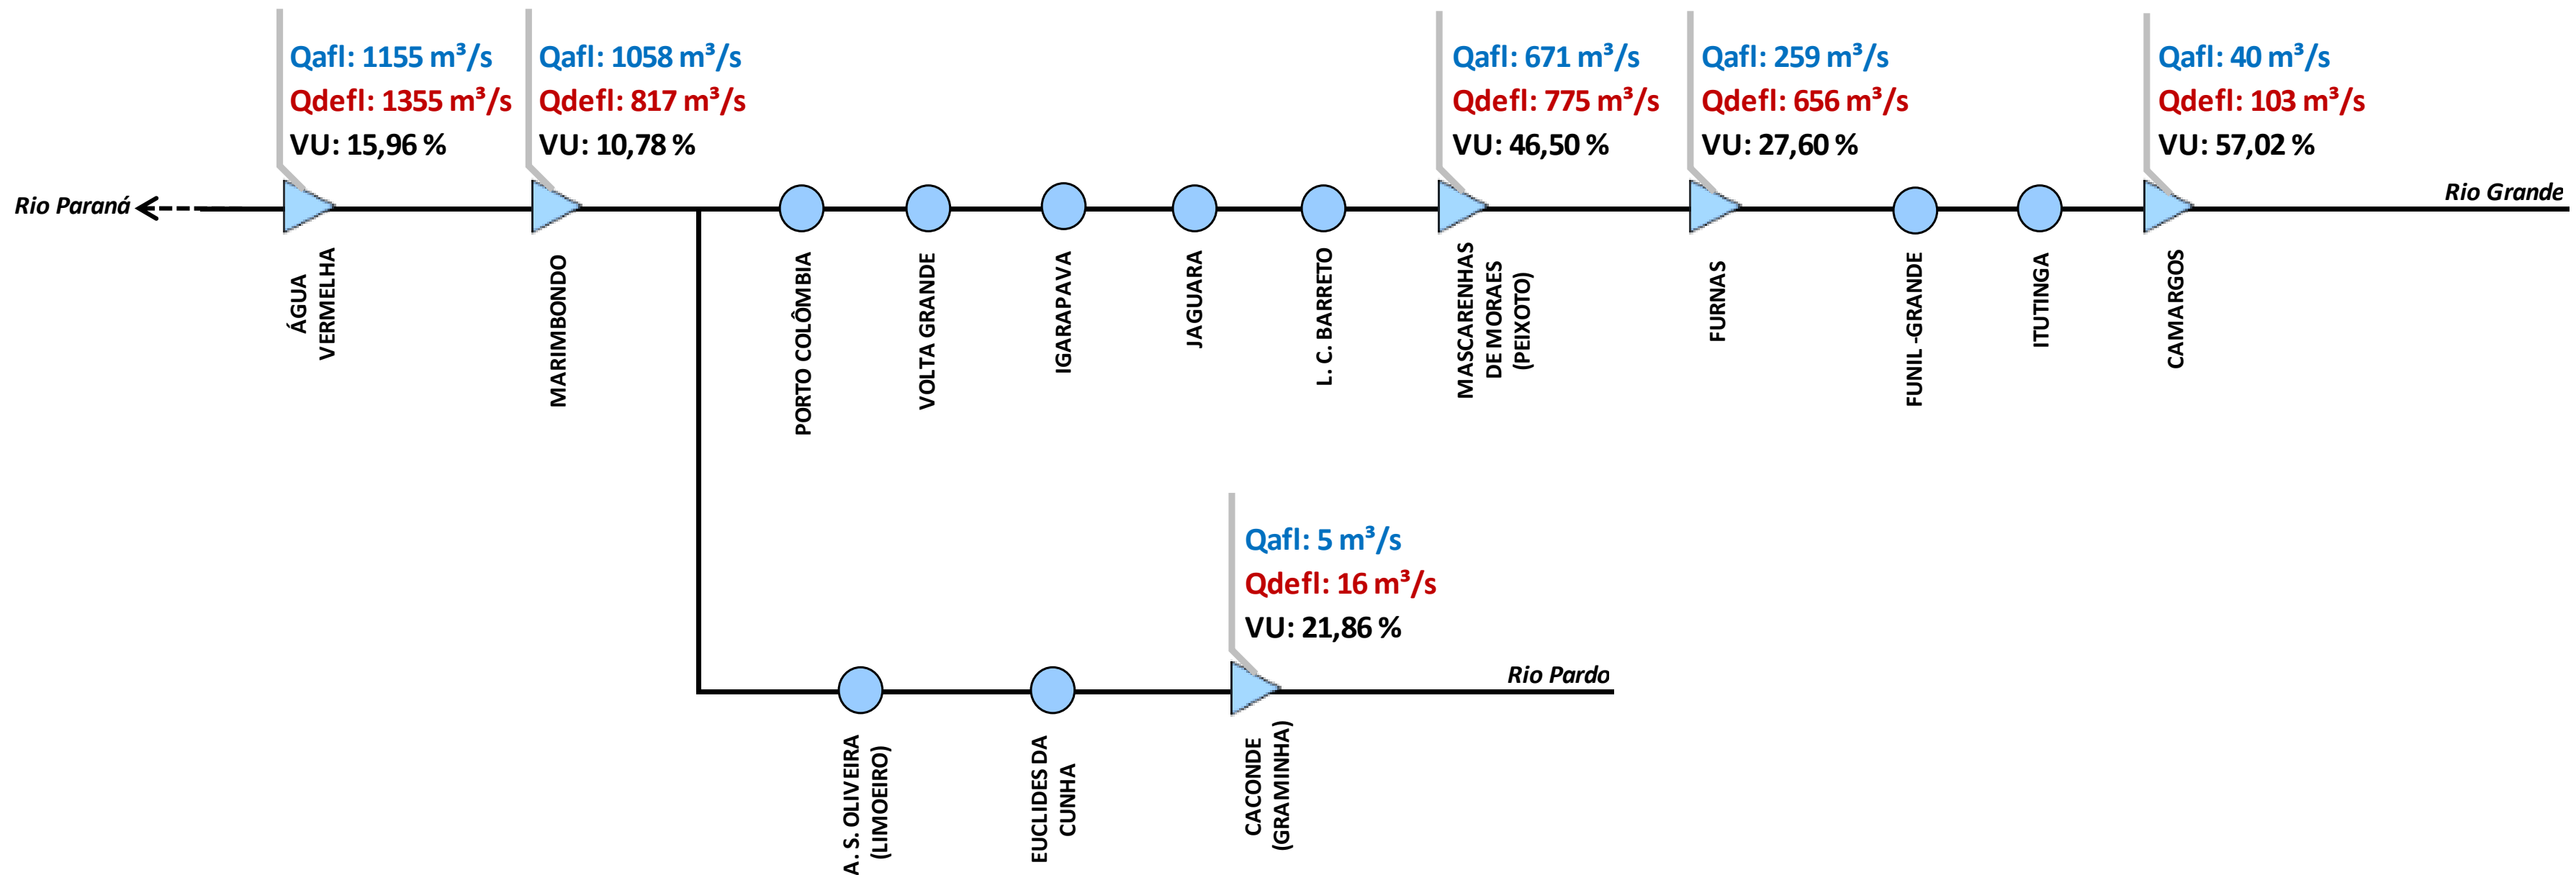 Qafl: 1155 m³/s
Qdefl: 1355 m³/s
VU: 15,96 %
Qafl: 1058 m³/s
Qdefl: 817 m³/s
VU: 10,78 %
Qafl: 671 m³/s
Qdefl: 775 m³/s
VU: 46,50 %
Qafl: 259 m³/s
Qdefl: 656 m³/s
VU: 27,60 %
Qafl: 40 m³/s
Qdefl: 103 m³/s
VU: 57,02 %
Rio Paraná
Rio Grande
ÁGUA
VERMELHA
MARIMBONDO
PORTO COLÔMBIA
VOLTA GRANDE
IGARAPAVA
JAGUARA
L. C. BARRETO
MASCARENHAS
DE MORAES
(PEIXOTO)
FURNAS
FUNIL -GRANDE
ITUTINGA
CAMARGOS
Qafl: 5 m³/s
Qdefl: 16 m³/s
VU: 21,86 %
Rio Pardo
A. S. OLIVEIRA
(LIMOEIRO)
EUCLIDES DA
CUNHA
CACONDE
(GRAMINHA)